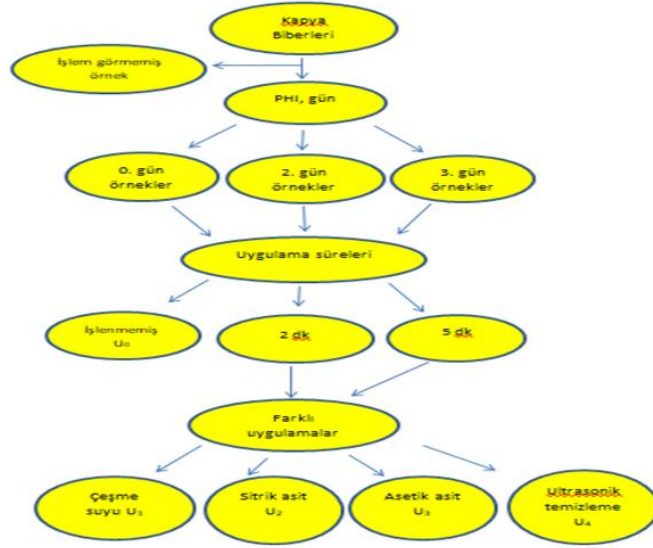 Kapya
Biberleri
İşlem görmemiş
örnek
PHI, gün
0. gün
örnekler
2. gün
örnekler
3. gün
örnekler
Uygulama süreleri
İşlenmemiş
U₀
2 dk
5 dk
Farklı
uygulamalar
Çeşme
suyu U₁
Sitrik asit
U₂
Asetik asit
U₃
Ultrasonik
temizleme
U₄